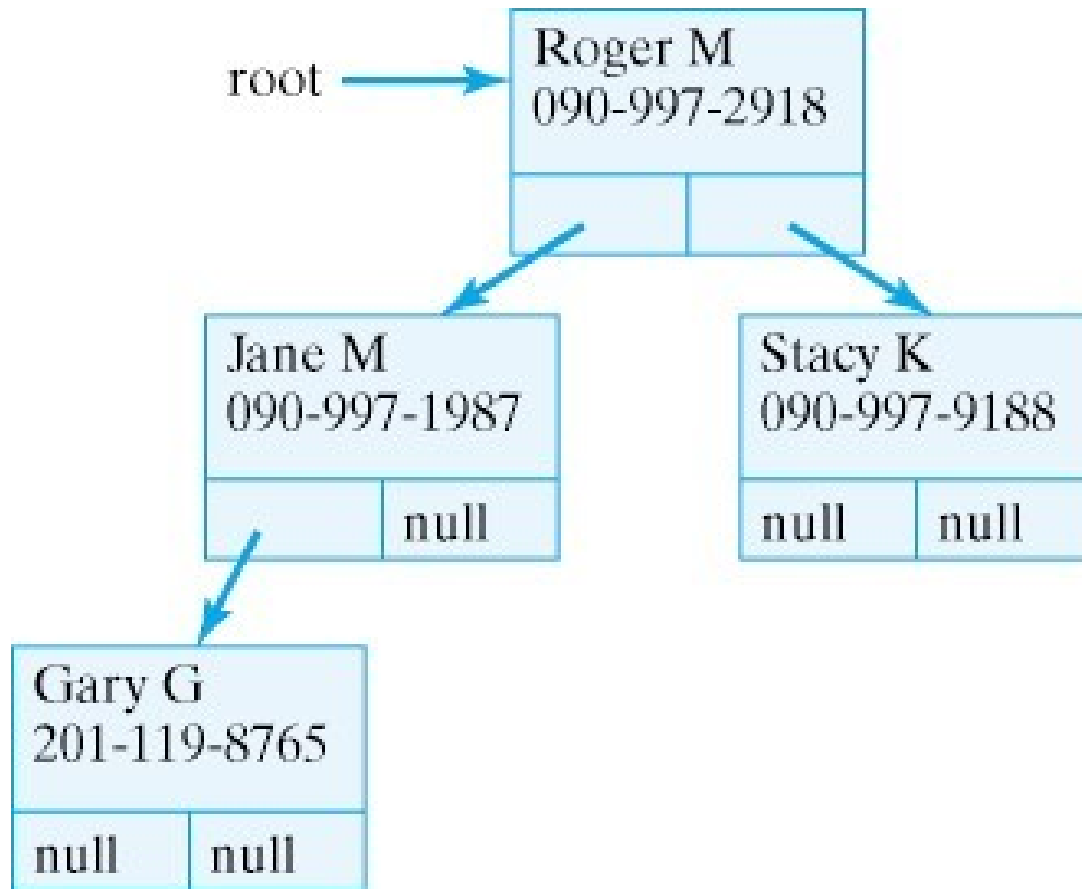 root
Roger M
090-997-2918
Jane M
090-997-1987
null
Stacy K
090-997-9188
null null
Gary G
201-119-8765
null null